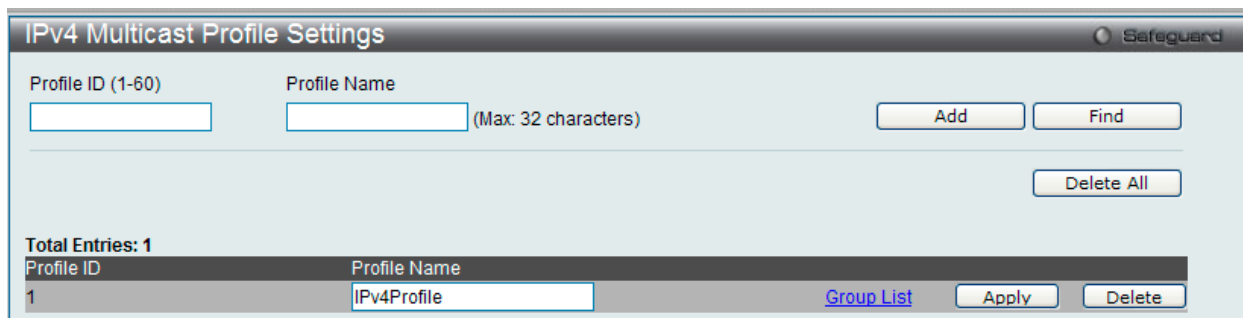 IPv4 Multicast Profile Settings
Safeguard
Profile ID (1-60) Profile Name
(Max: 32 characters) Add Find
Delete All
Total Entries: 1
Profile ID Profile Name
1 IPv4Profile Group List Apply Delete